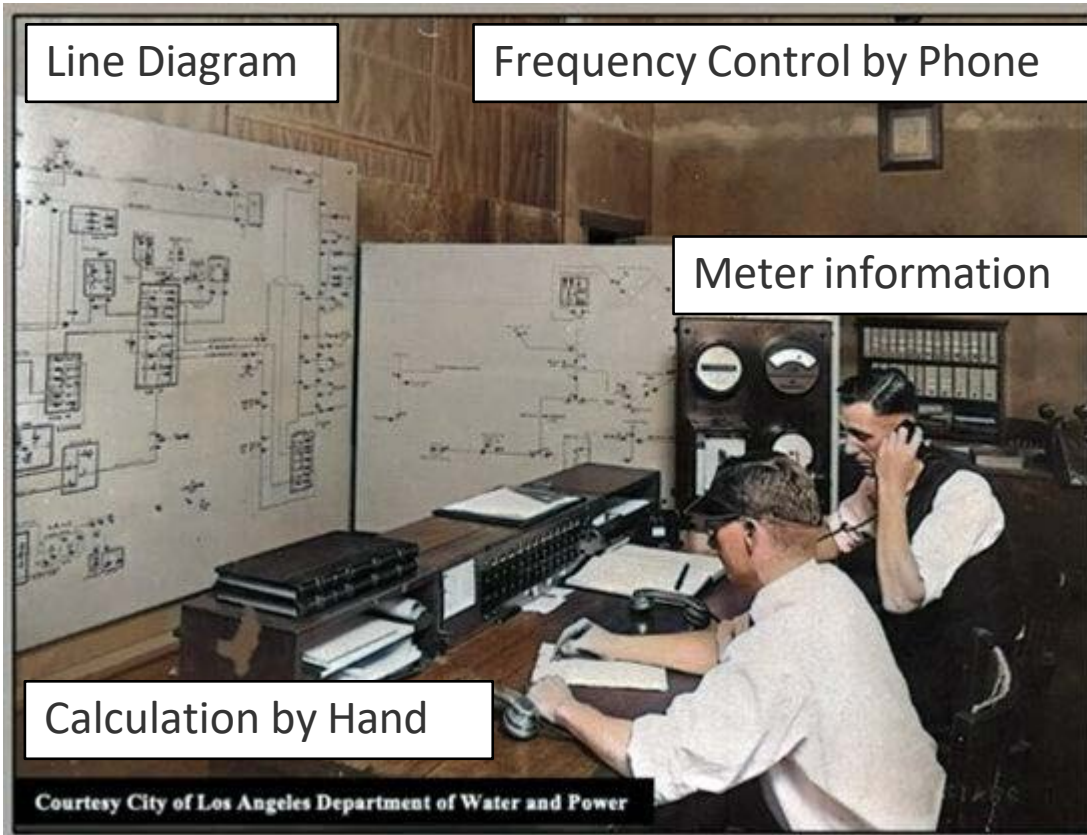 Line Diagram
Frequency Control by Phone
Meter information
Calculation by Hand
Courtesy City of Los Angeles Department of Water and Power